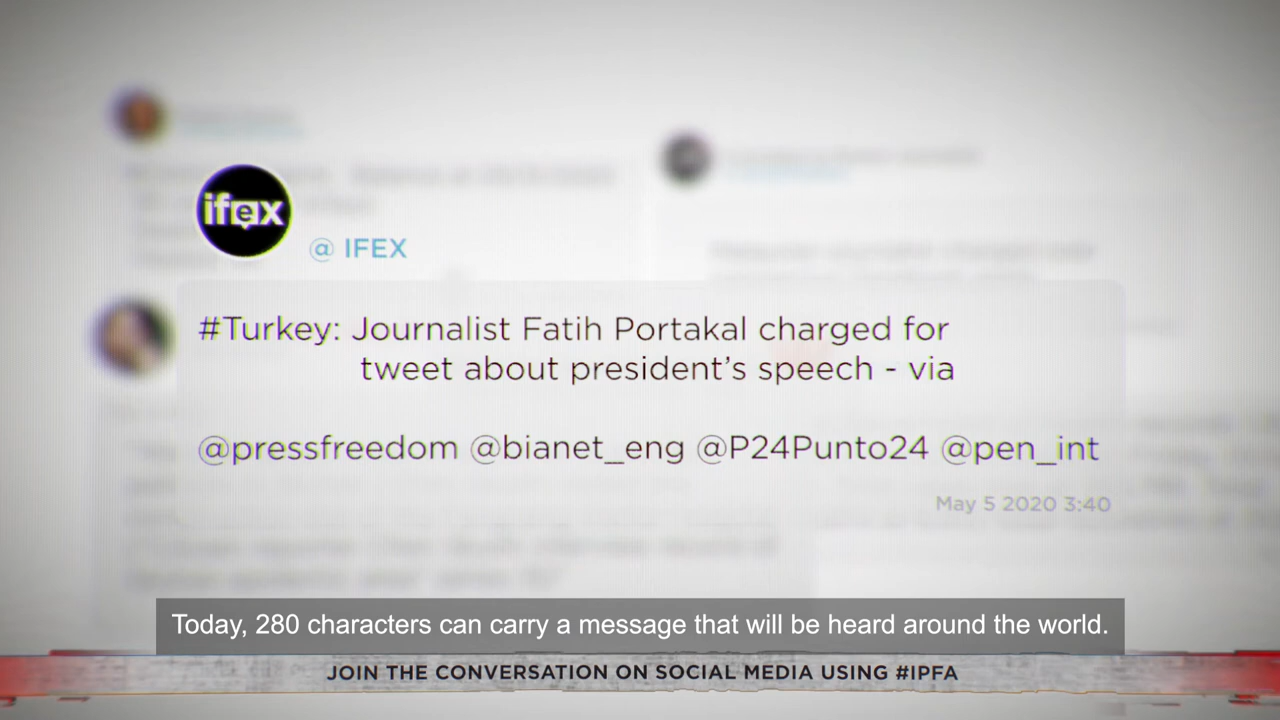 ifex
@ IFEX
#Turkey: Journalist Fatih Portakal charged for
tweet about president's speech - via
@pressfreedom @bianet_eng @P24Punto24 @pen_int
May 5 2020 3:40
Today, 280 characters can carry a message that will be heard around the world.
JOIN THE CONVERSATION ON SOCIAL MEDIA USING #IPFA